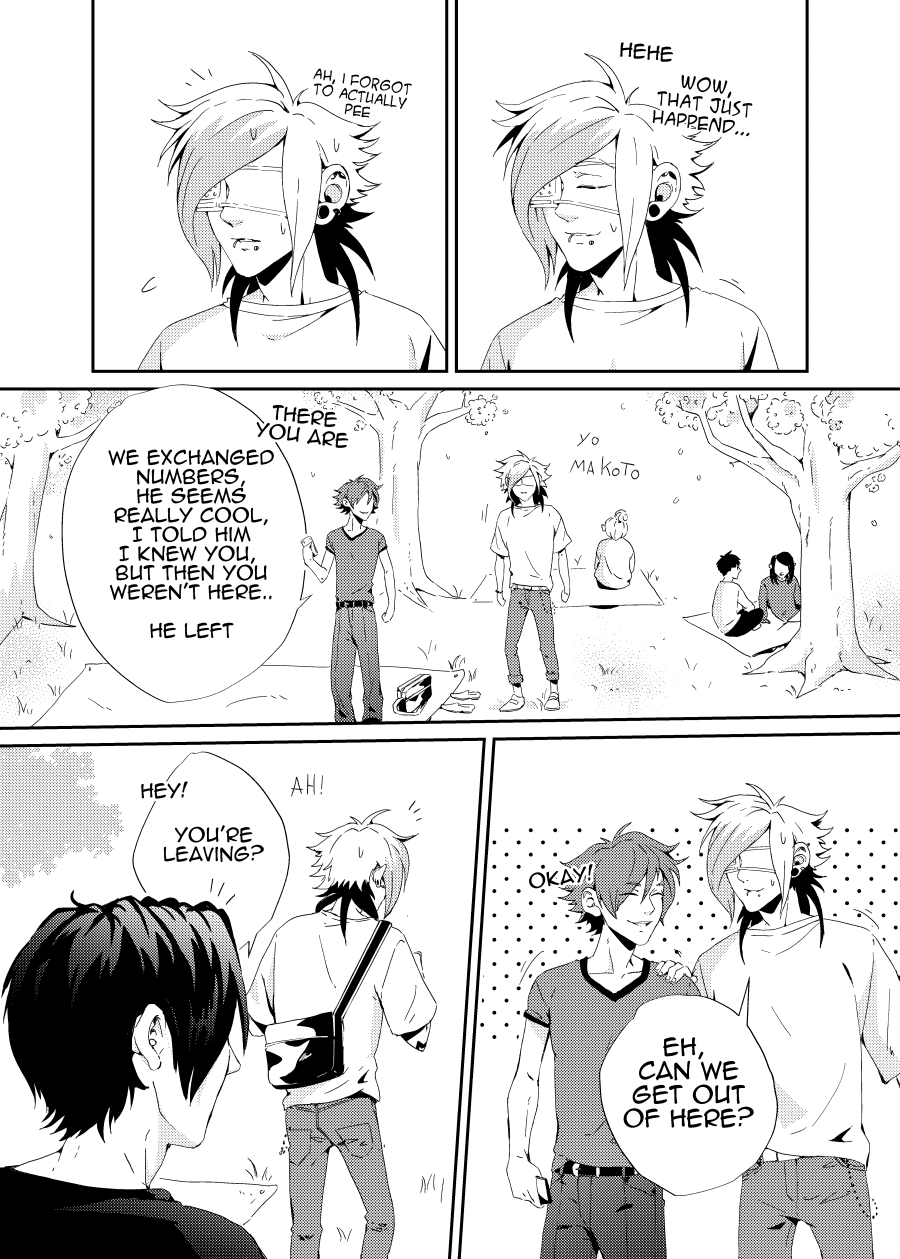 HEHE
WOW,
THAT JUST
HAPPEND...
AH, I FORGOT
TO ACTUALLY
PEE
YO
MAKOTO
THERE
YOU ARE
WE EXCHANGED
NUMBERS,
HE SEEMS
REALLY COOL,
I TOLD HIM
I KNEW YOU,
BUT THEN YOU
WEREN'T HERE..
HE LEFT
EH,
CAN WE
GET OUT
OF HERE?
OKAY!
HEY!
YOU'RE
LEAVING?
AH!